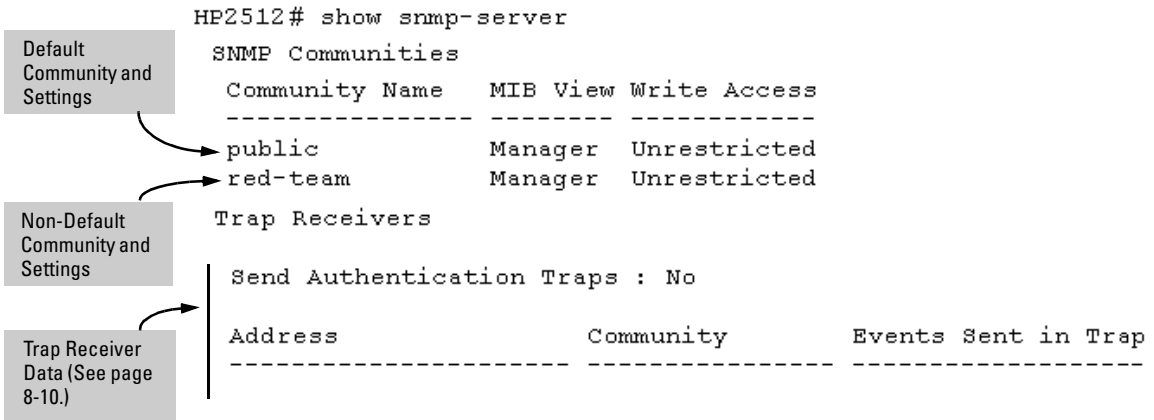 HP2512# show snmp-server
Default
Community and
Settings
SNMP Communities
Community Name MIB View Write Access
---------------- -------- ------------
public Manager Unrestricted
red-team Manager Unrestricted
Non-Default
Community and
Settings
Trap Receivers
Send Authentication Traps : No
Trap Receiver
Data (See page
8-10.)
Address Community Events Sent in Trap
---------------------- ---------------- -------------------